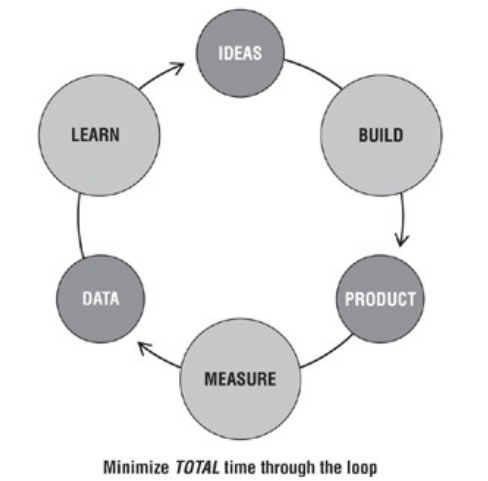 IDEAS
BUILD
PRODUCT
MEASURE
DATA
LEARN
Minimize TOTAL time through the loop